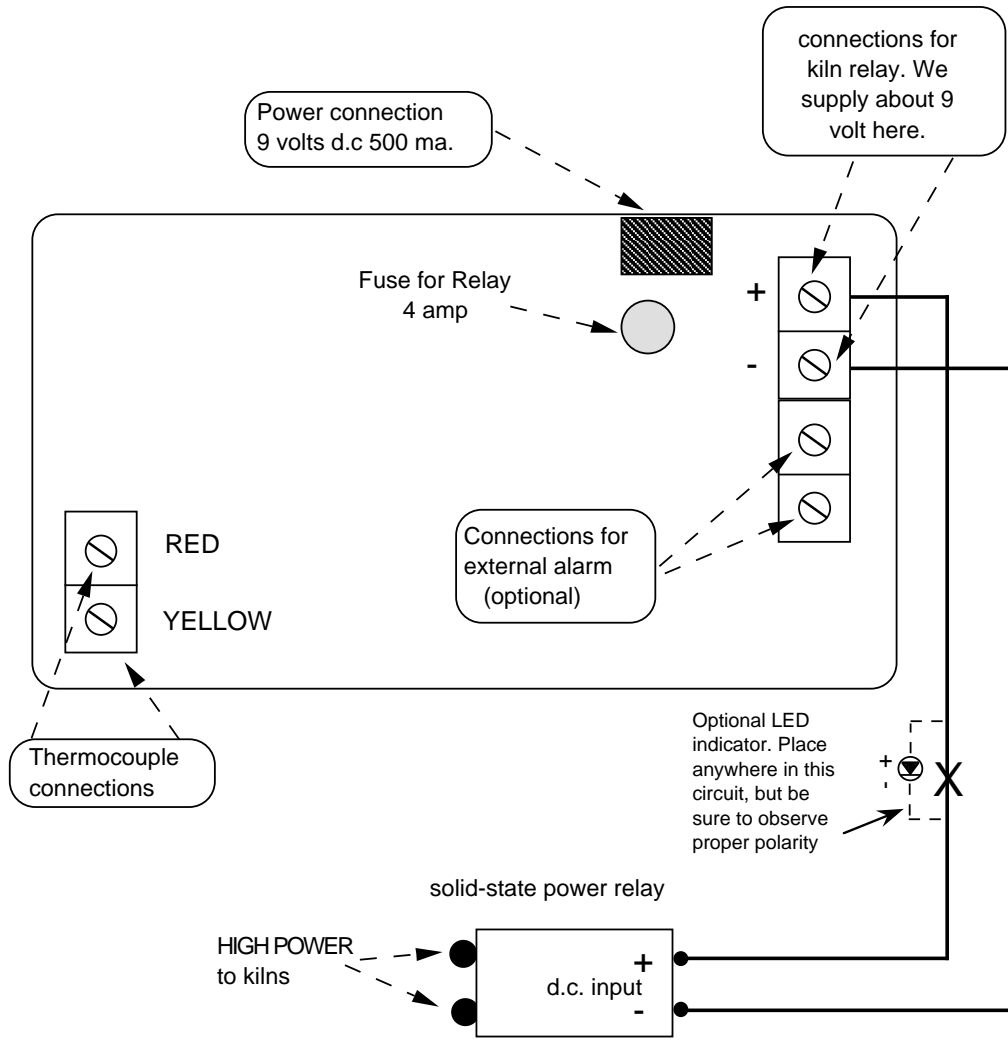 connections for
kiln relay. We
supply about 9
volt here.
Power connection
9 volts d.c 500 ma.
Fuse for Relay
4 amp
+
-
RED
YELLOW
Connections for
external alarm
(optional)
Thermocouple
connections
Optional LED
indicator. Place
anywhere in this
circuit, but be
sure to observe
proper polarity
+
-
X
solid-state power relay
HIGH POWER
to kilns
+
d.c. input
-